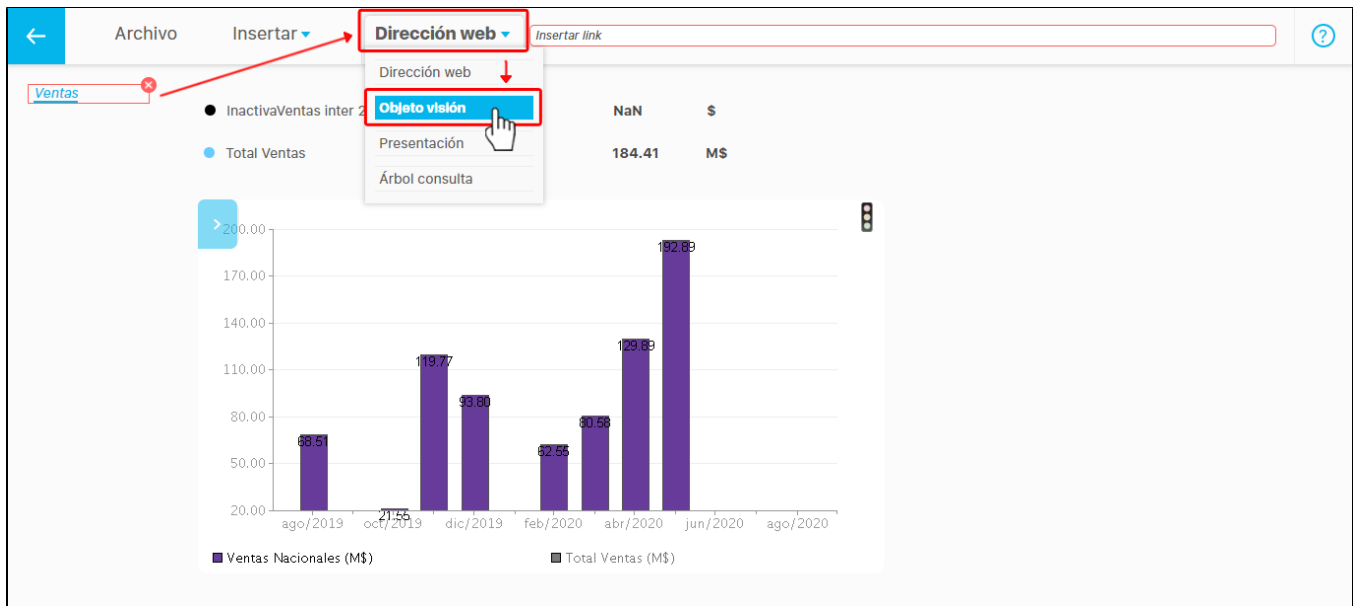 Archivo Insertar Dirección web Insertar link ?
Dirección web
Ventas
Objeto visión
InactivaVentas inter 2 NaN $
Presentación
Total Ventas 184.41 M$
Árbol consulta
200.00
192.89
170.00
140.00
129.89
119.77
110.00
93.80
80.00
80.58
68.51
62.55
50.00
20.00
21.55
ago/2019 oct/2019 dic/2019 feb/2020 abr/2020 jun/2020 ago/2020
Ventas Nacionales (M$) Total Ventas (M$)